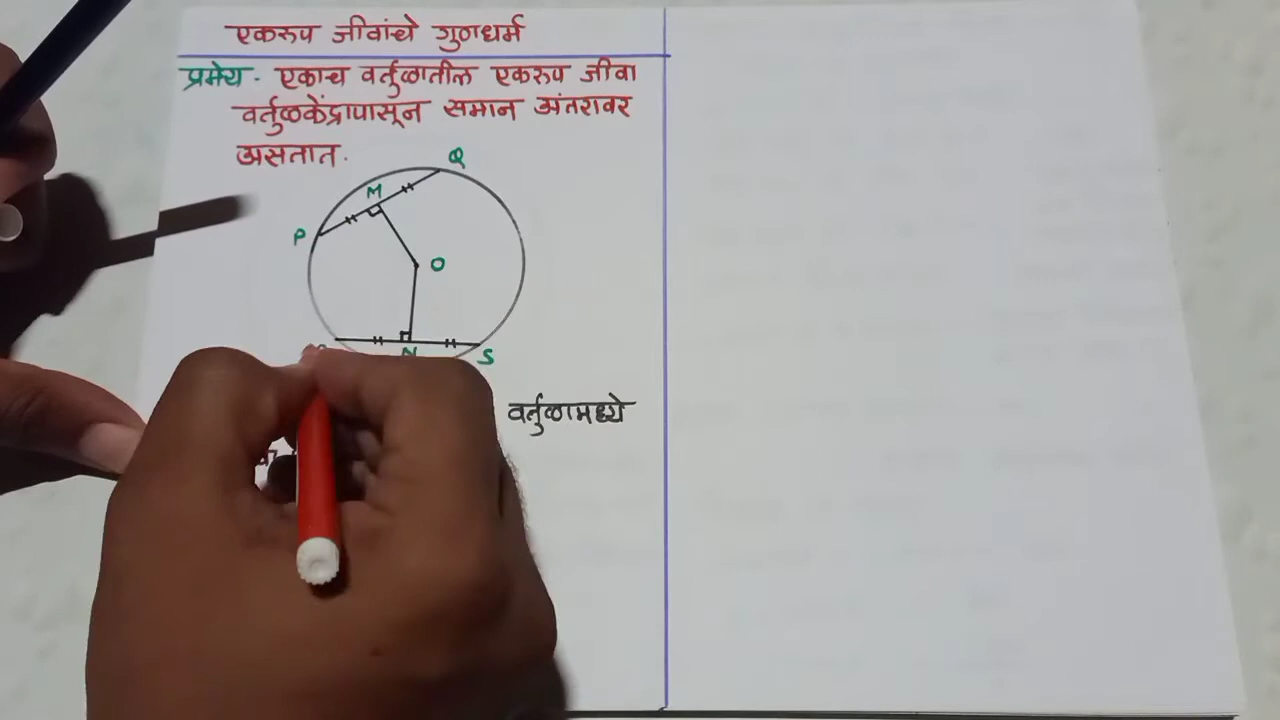 एकरुप जीवांचे गुणधर्म
प्रमेय - एकाच वर्तुळातील एकरुप जीवा
वर्तुळकेंद्रापासून समान अंतरावर
असतात.
Q
M
P
O
N
S
वर्तुळामध्ये